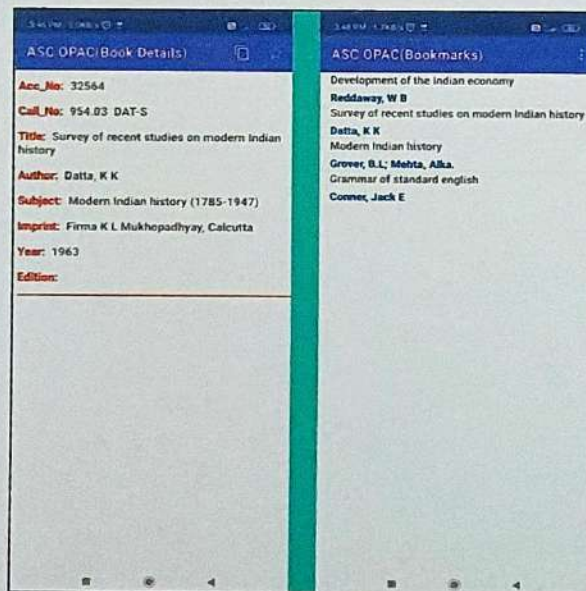 ASC OPAC(Book Details)
Acc_No: 32564
Call_No: 954.03 DAT-S
Title: Survey of recent studies on modern Indian
history
Author: Datta, K K
Subject: Modern Indian history (1785-1947)
Imprint: Firma K L Mukhopadhyay, Calcutta
Year: 1963
Edition:
ASC OPAC(Bookmarks)
Development of the Indian economy
Reddaway, W B
Survey of recent studies on modern Indian history
Datta, K K
Modern Indian history
Grover, B.L; Mehta, Alka.
Grammar of standard english
Conner, Jack E